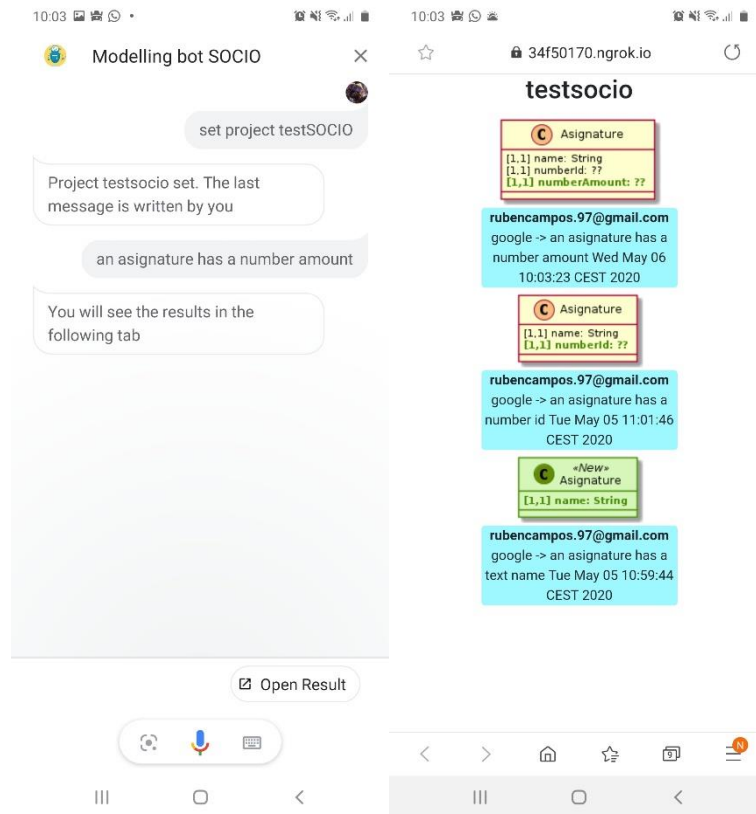 10:03
Modelling bot SOCIO
set project testSOCIO
Project testsocio set. The last
message is written by you
an asignature has a number amount
You will see the results in the
following tab
Open Result
10:03
34f50170.ngrok.io
testsocio
C Asignature
[1,1] name: String
[1,1] numberId: ??
[1,1] numberAmount: ??
rubencampos.97@gmail.com
google -> an asignature has a
number amount Wed May 06
10:03:23 CEST 2020
C Asignature
[1,1] name: String
[1,1] numberId: ??
rubencampos.97@gmail.com
google -> an asignature has a
number id Tue May 05 11:01:46
CEST 2020
«New»
C Asignature
[1,1] name: String
rubencampos.97@gmail.com
google -> an asignature has a
text name Tue May 05 10:59:44
CEST 2020
9
N